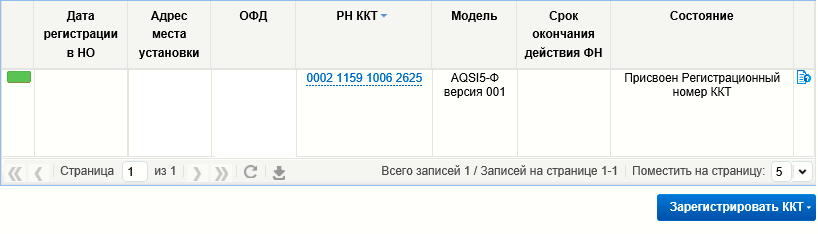 Дата регистрации в НО
Адрес места установки
ОФД
РН ККТ
Модель
Срок окончания действия ФН
Состояние
0002 1159 1006 2625
AQSI5-Ф версия 001
Присвоен Регистрационный номер ККТ
Страница 1 из 1
Всего записей 1 / Записей на странице 1-1
Поместить на страницу: 5
Зарегистрировать ККТ